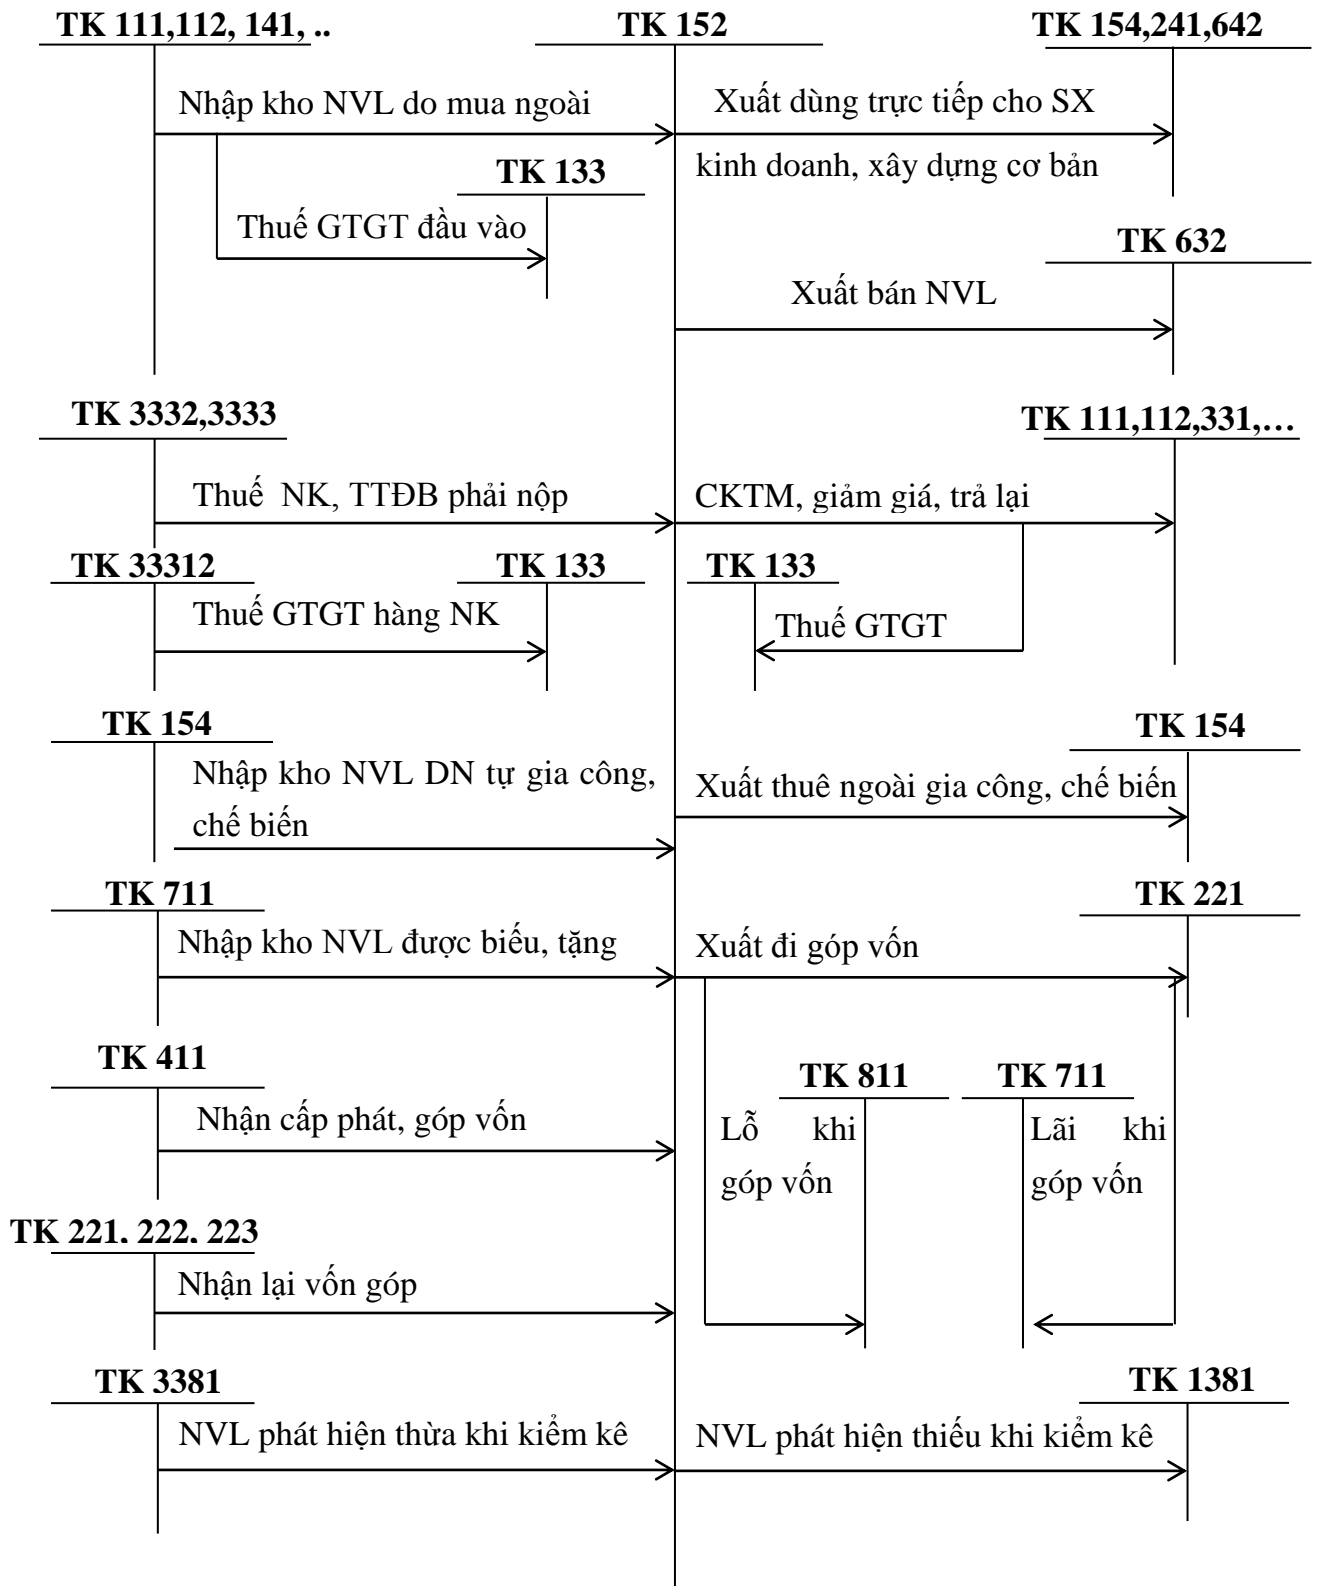 TK 111,112, 141, ..
TK 152
TK 154,241,642
Nhập kho NVL do mua ngoài
Xuất dùng trực tiếp cho SX
kinh doanh, xây dựng cơ bản
TK 133
Thuế GTGT đầu vào
TK 632
Xuất bán NVL
TK 3332,3333
TK 111,112,331,…
Thuế NK, TTĐB phải nộp
CKTM, giảm giá, trả lại
TK 33312
TK 133
TK 133
Thuế GTGT hàng NK
Thuế GTGT
TK 154
TK 154
Nhập kho NVL DN tự gia công,
chế biến
Xuất thuê ngoài gia công, chế biến
TK 711
TK 221
Nhập kho NVL được biếu, tặng
Xuất đi góp vốn
TK 411
TK 811
TK 711
Nhận cấp phát, góp vốn
Lỗ khi
góp vốn
Lãi khi
góp vốn
TK 221, 222, 223
Nhận lại vốn góp
TK 3381
TK 1381
NVL phát hiện thừa khi kiểm kê
NVL phát hiện thiếu khi kiểm kê